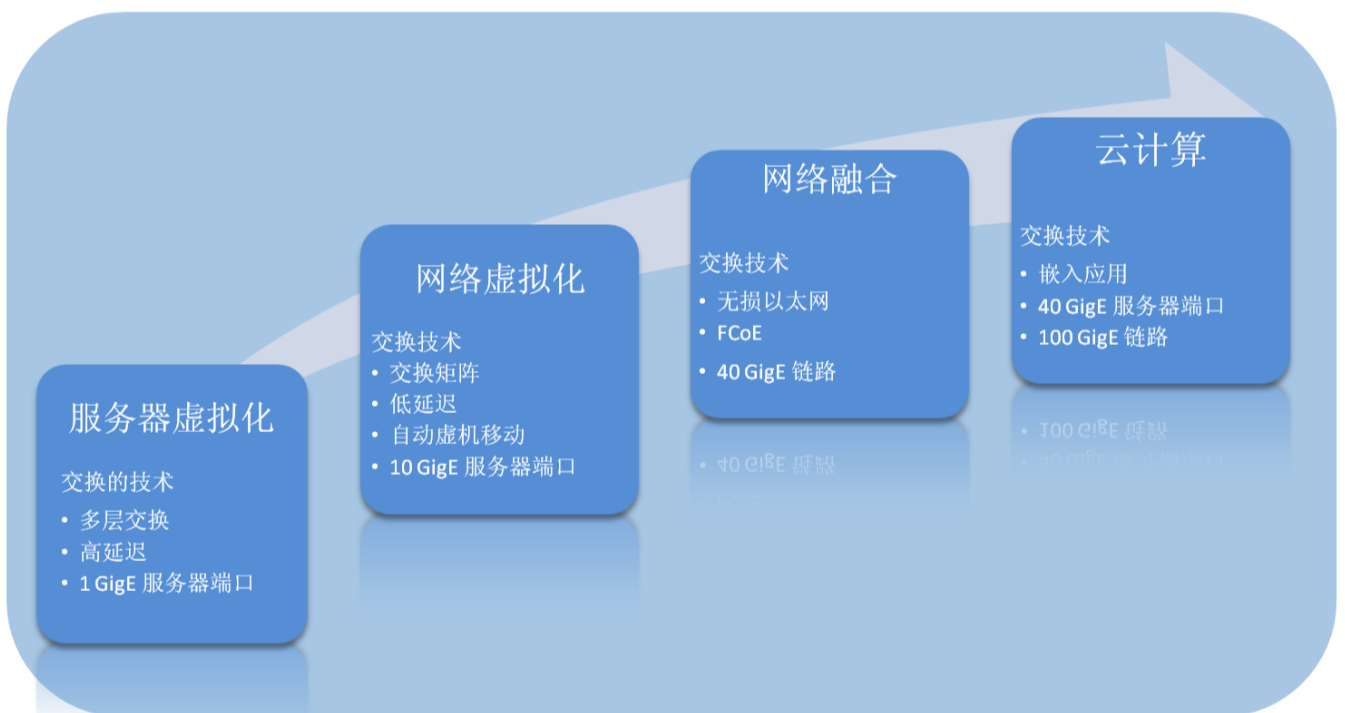 服务器虚拟化
交换的技术
• 多层交换
• 高延迟
• 1 GigE 服务器端口
网络虚拟化
交换技术
• 交换矩阵
• 低延迟
• 自动虚机移动
• 10 GigE 服务器端口
网络融合
交换技术
• 无损以太网
• FCoE
• 40 GigE 链路
云计算
交换技术
• 嵌入应用
• 40 GigE 服务器端口
• 100 GigE 链路